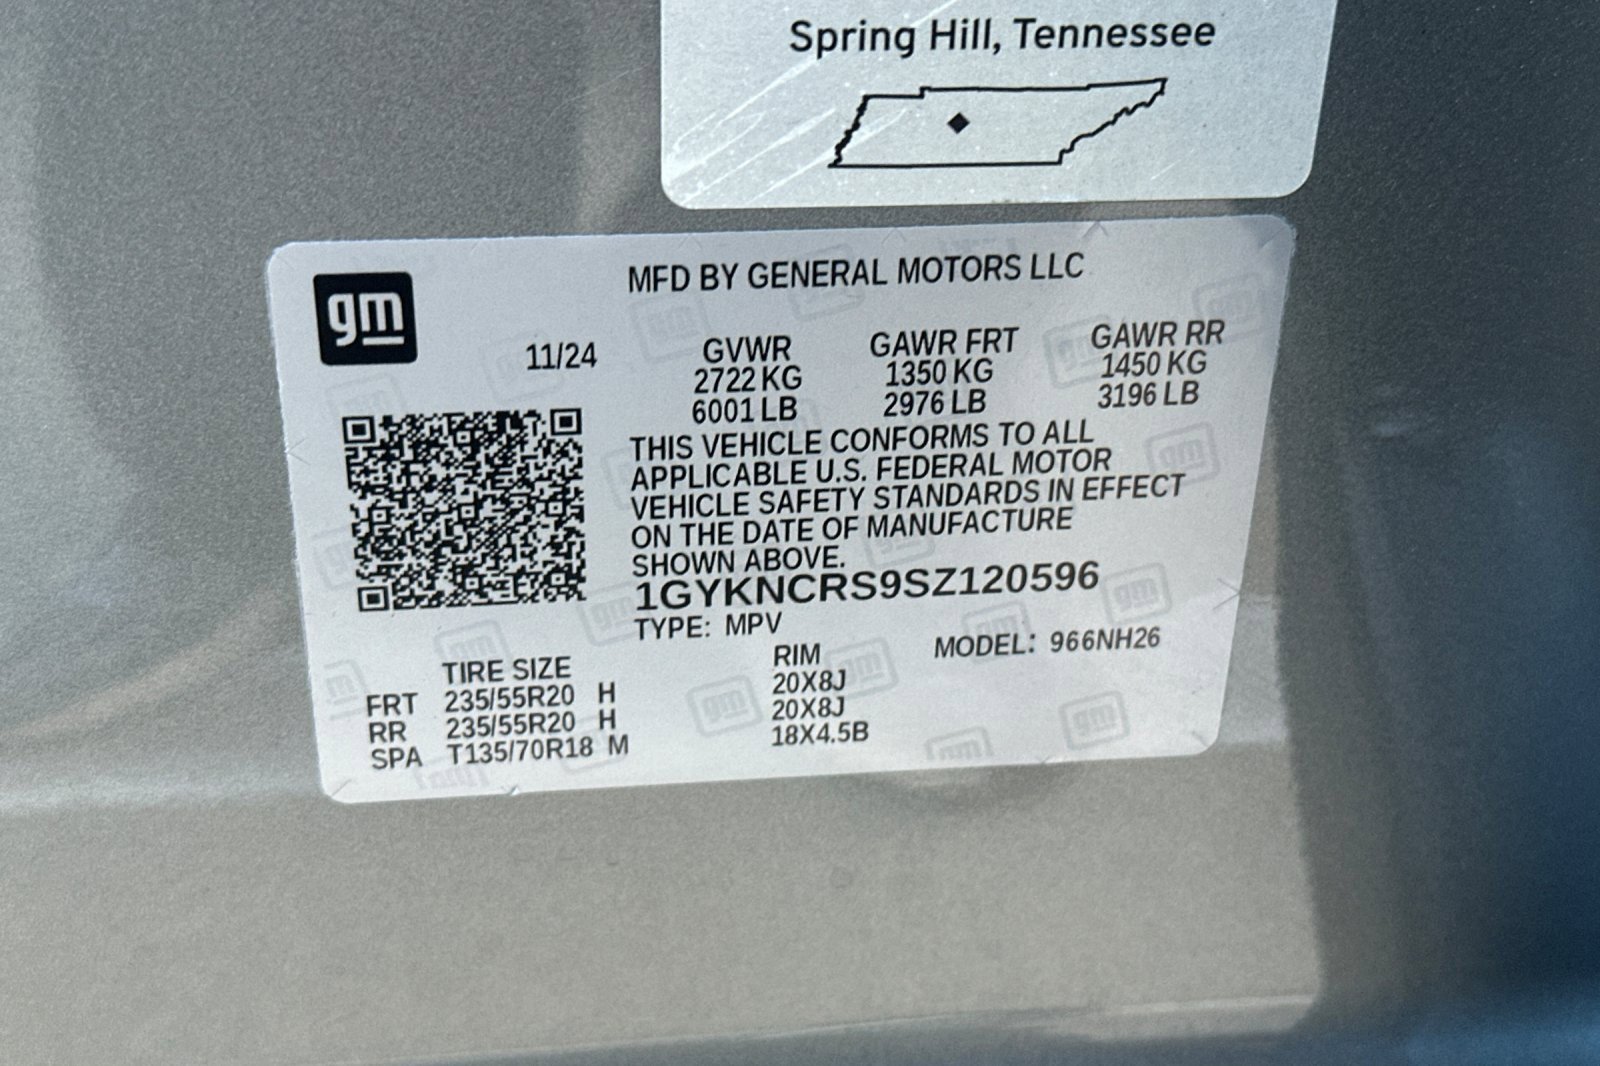 Spring Hill, Tennessee
gm
MFD BY GENERAL MOTORS LLC
11/24
GVWR GAWR FRT GAWR RR
2722 KG 1350 KG 1450 KG
6001 LB 2976 LB 3196 LB
THIS VEHICLE CONFORMS TO ALL
APPLICABLE U.S. FEDERAL MOTOR
VEHICLE SAFETY STANDARDS IN EFFECT
ON THE DATE OF MANUFACTURE
SHOWN ABOVE.
1GYKNCRS9SZ120596
TYPE: MPV
MODEL: 966NH26
TIRE SIZE RIM
FRT 235/55R20 H 20X8J
RR 235/55R20 H 20X8J
SPA T135/70R18 M 18X4.5B